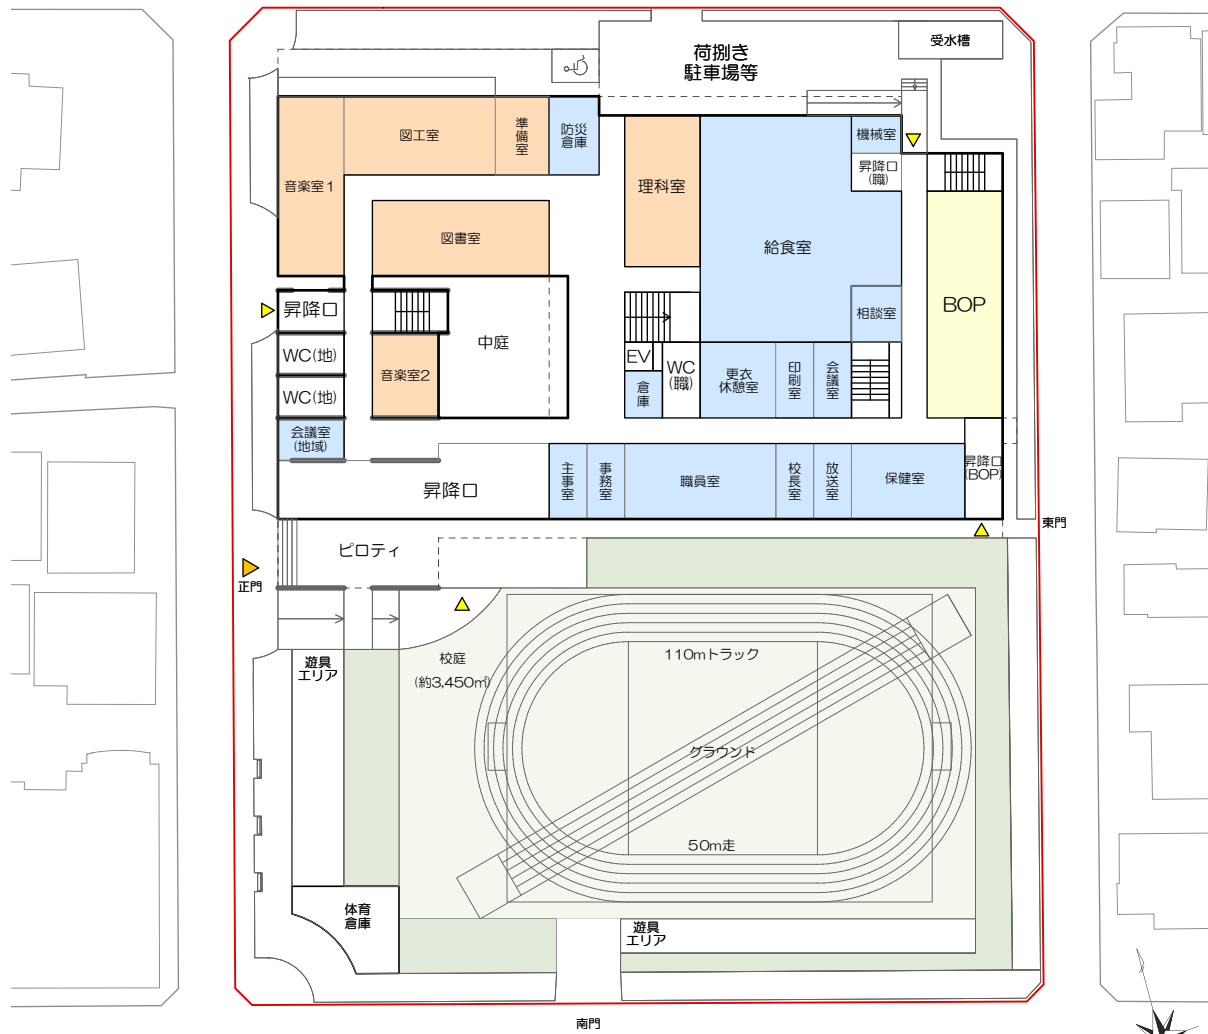 受水槽
荷捌き
駐車場等
図工室
準備室
防災
倉庫
機械室
昇降口
(職)
音楽室1
理科室
図書室
給食室
BOP
昇降口
中庭
相談室
WC(地)
EV
WC
(職)
音楽室2
倉庫
更衣
休憩室
印刷室
会議室
WC(地)
会議室
(地域)
昇降口
主事室
事務室
職員室
校長室
放送室
保健室
昇降口
(BOP)
東門
ピロティ
正門
遊具
エリア
校庭
(約3,450㎡)
110mトラック
グラウンド
50m走
体育
倉庫
遊具
エリア
南門